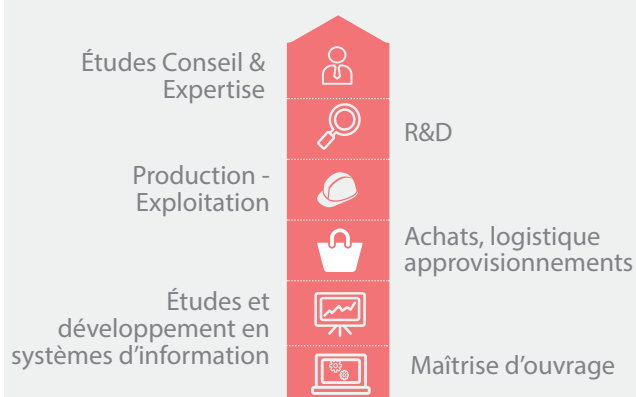 Études Conseil &
Expertise
R&D
Production -
Exploitation
Achats, logistique
approvisionnements
Études et
développement en
systèmes d’information
Maîtrise d’ouvrage